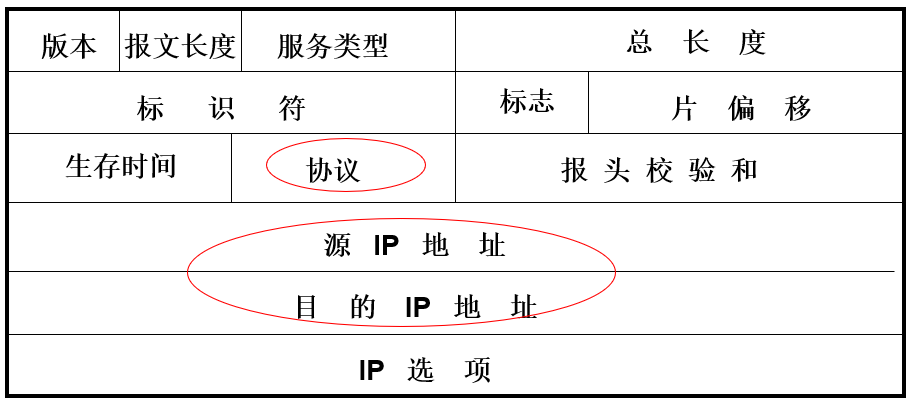 版本 报文长度 服务类型 总 长 度
标 识 符 标志 片 偏 移
生存时间 协议 报 头 校 验 和
源 IP 地 址
目 的 IP 地 址
IP 选 项